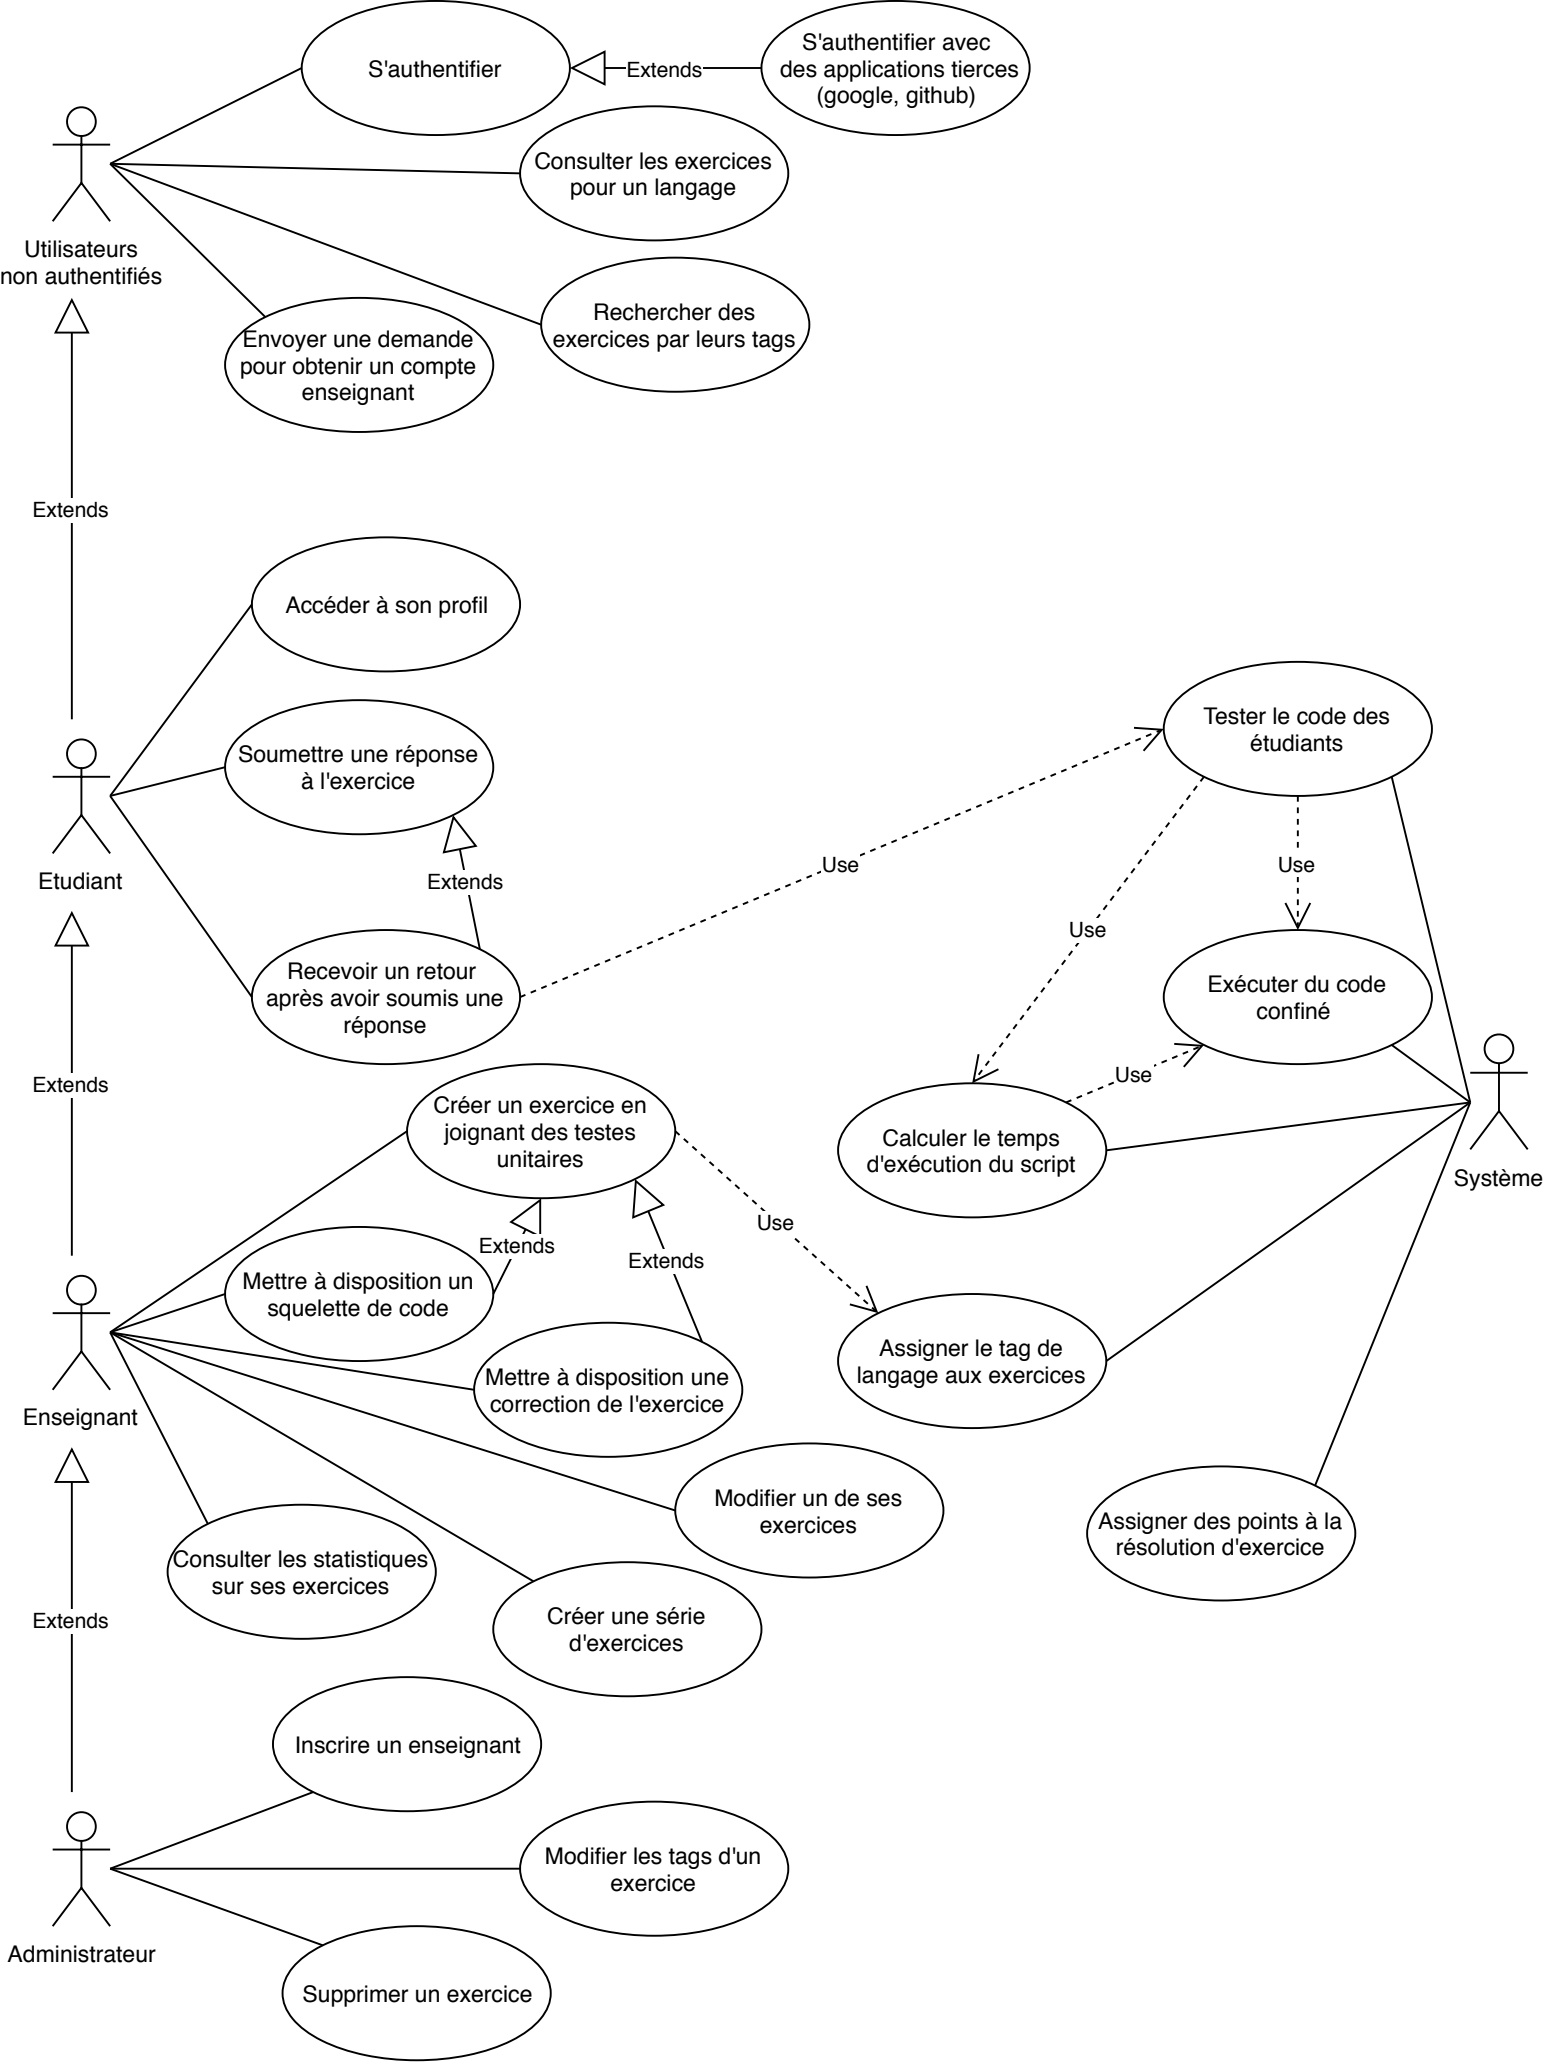 S'authentifier
Extends
S'authentifier avec
des applications tierces
(google, github)
Consulter les exercices
pour un langage
Utilisateurs
non authentifiés
Rechercher des
exercices par leurs tags
Envoyer une demande
pour obtenir un compte
enseignant
Extends
Accéder à son profil
Soumettre une réponse
à l'exercice
Tester le code des
étudiants
Etudiant
Extends
Use
Use
Use
Recevoir un retour
après avoir soumis une
réponse
Exécuter du code
confiné
Extends
Use
Créer un exercice en
joignant des testes
unitaires
Calculer le temps
d'exécution du script
Système
Extends
Extends
Use
Mettre à disposition un
squelette de code
Mettre à disposition une
correction de l'exercice
Assigner le tag de
langage aux exercices
Enseignant
Modifier un de ses
exercices
Assigner des points à la
résolution d'exercice
Consulter les statistiques
sur ses exercices
Extends
Créer une série
d'exercices
Inscrire un enseignant
Modifier les tags d'un
exercice
Administrateur
Supprimer un exercice